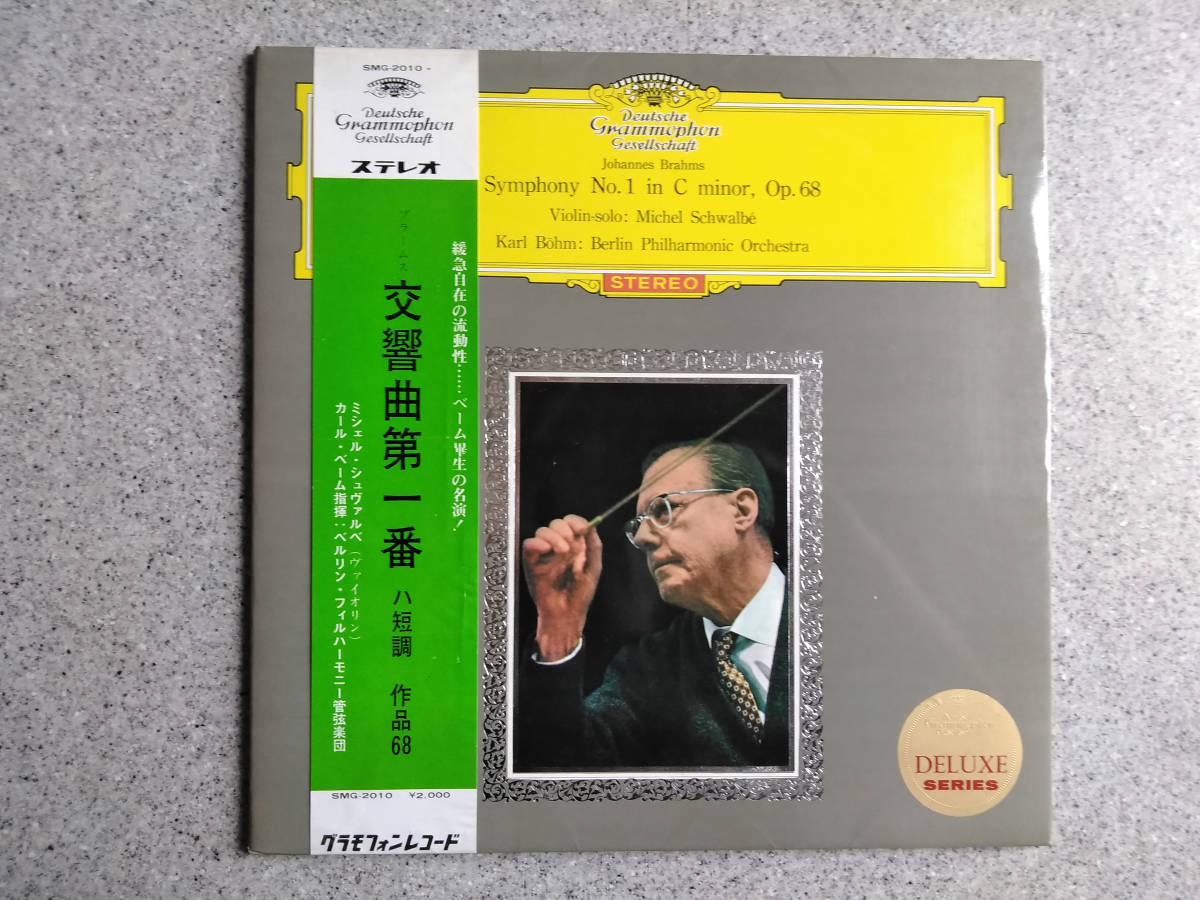 SMG-2010 -
Deutsche
Grammophon
Gesellschaft
ステレオ
緩急自在の流動性……ベーム畢生の名演!
ブラームス
交響曲第一番 ハ短調 作品68
ミシェル・シュヴァルベ(ヴァイオリン)
カール・ベーム指揮:ベルリン・フィルハーモニー管弦楽団
SMG-2010 ¥2.000
グラモフォンレコード
Deutsche
Grammophon
Gesellschaft
Johannes Brahms
Symphony No. 1 in C minor, Op. 68
Violin-solo: Michel Schwalbé
Karl Böhm: Berlin Philharmonic Orchestra
STEREO
DELUXE
SERIES